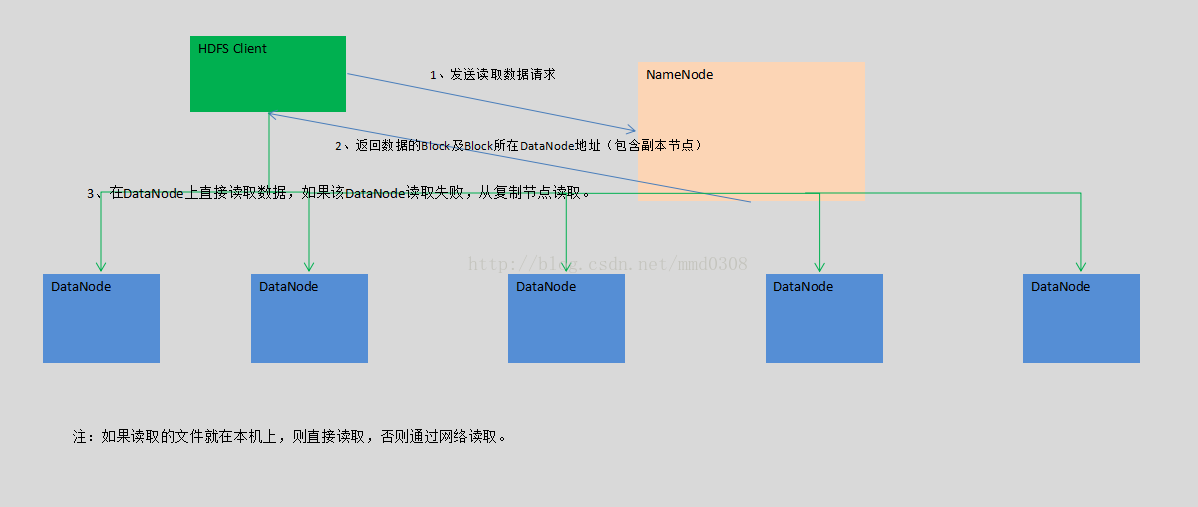 HDFS Client
1、发送读取数据请求
NameNode
2、返回数据的Block及Block所在DataNode地址（包含副本节点）
3、在DataNode上直接读取数据，如果该DataNode读取失败，从复制节点读取。
http://blog.csdn.net/mmd0308
DataNode
DataNode
DataNode
DataNode
DataNode
注：如果读取的文件就在本机上，则直接读取，否则通过网络读取。